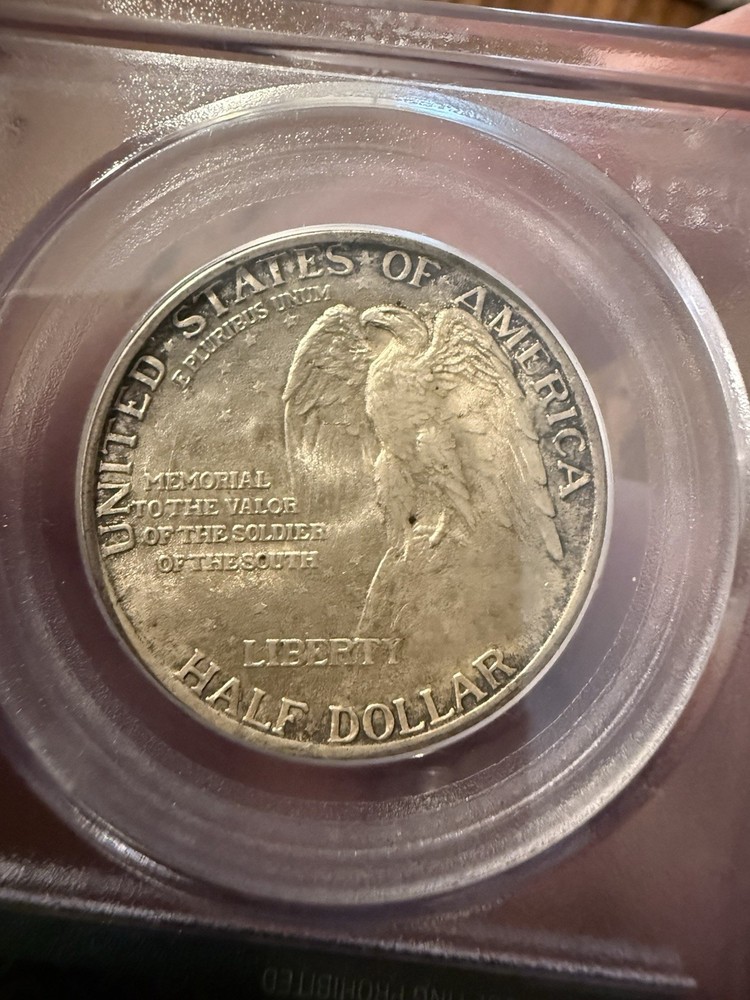 UNITED STATES OF AMERICA
E PLURIBUS UNUM
MEMORIAL
TO THE VALOR
OF THE SOLDIER
OF THE SOUTH
LIBERTY
HALF DOLLAR
PROHIBITED